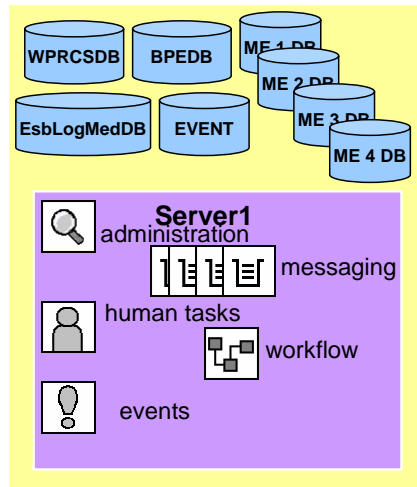 WPRCSDB
BPEDB
ME 1 DB
ME 2 DB
ME 3 DB
ME 4 DB
EsbLogMedDB
EVENT
Server1
administration
messaging
human tasks
workflow
events